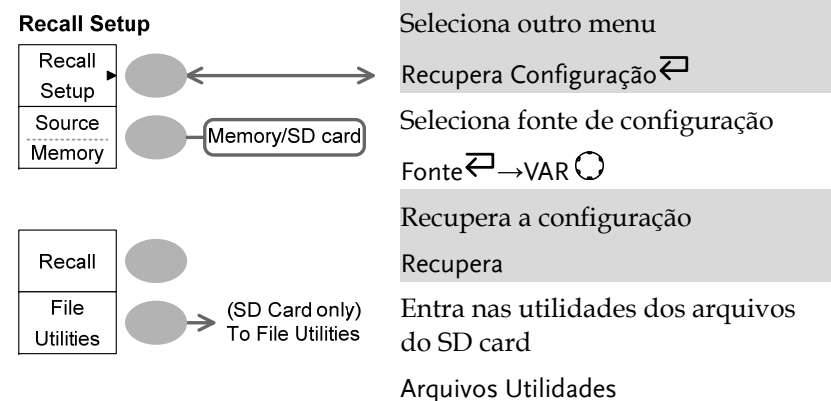 Recall Setup
Recall
Setup
Source
Memory
Memory/SD card
Recall
File
Utilities
(SD Card only)
To File Utilities
Seleciona outro menu
Recupera Configuração
Seleciona fonte de configuração
Fonte →VAR
Recupera a configuração
Recupera
Entra nas utilidades dos arquivos
do SD card
Arquivos Utilidades